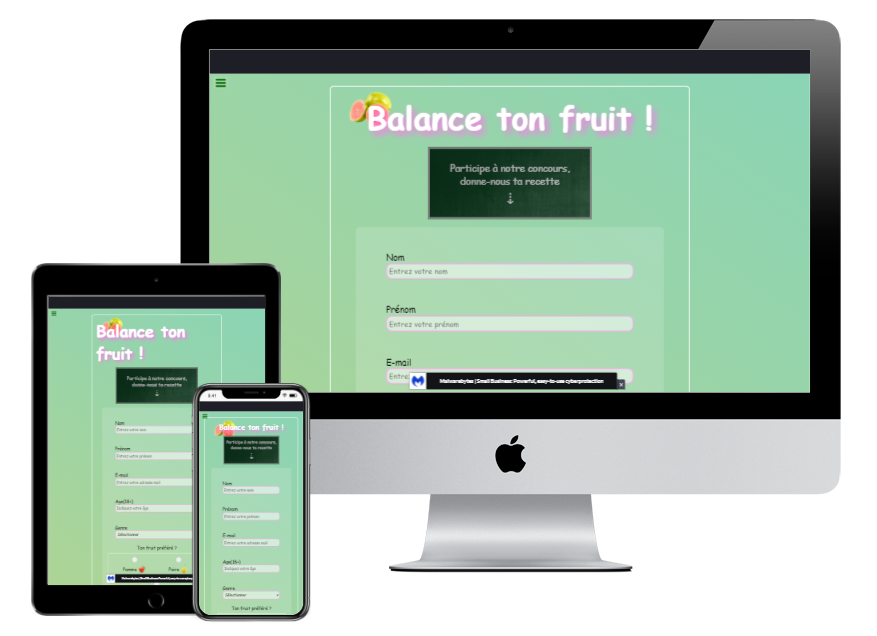 Balance ton fruit !
Participe à notre concours,
donne-nous ta recette
Nom
Entrez votre nom
Prénom
Entrez votre prénom
E-mail
Entrez
Malwarebytes | Small Business: Powerful, easy-to-use cyberprotection
Balance ton
fruit !
Participe à notre concours,
donne-nous ta recette
Nom
Entrez votre nom
Prénom
Entrez votre prénom
E-mail
Entrez votre adresse mail
Age(18+)
Indiquez votre âge
Genre
Sélectionner
Ton fruit préféré ?
Pomme
Poire
Balance ton fruit !
Participe à notre concours,
donne-nous ta recette
Nom
Entrez votre nom
Prénom
Entrez votre prénom
E-mail
Entrez votre adresse mail
Age(18+)
Indiquez votre âge
Genre
Sélectionner
Ton fruit préféré ?